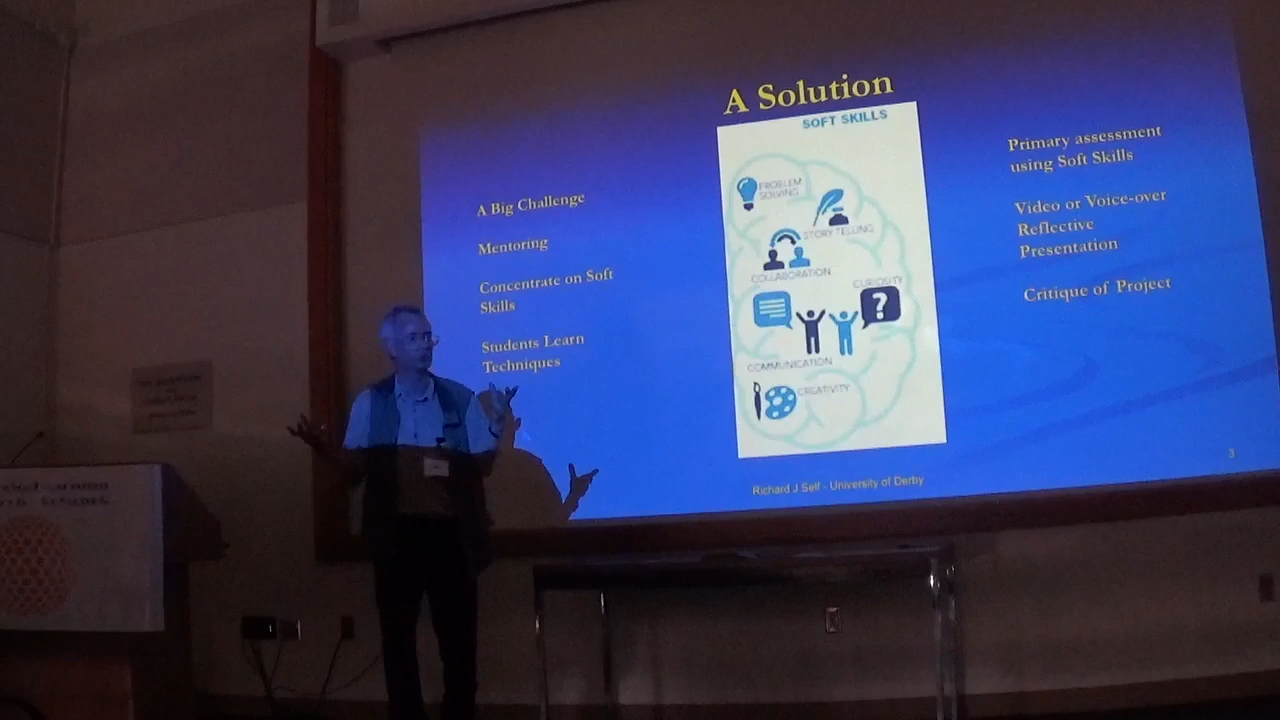 A Solution
A Big Challenge
Mentoring
Concentrate on Soft
Skills
Students Learn
Techniques
SOFT SKILLS
PROBLEM
SOLVING
STORY TELLING
COLLABORATION
CURIOSITY
?
COMMUNICATION
CREATIVITY
Primary assessment
using Soft Skills
Video or Voice-over
Reflective
Presentation
Critique of Project
Richard J Self - University of Derby
3